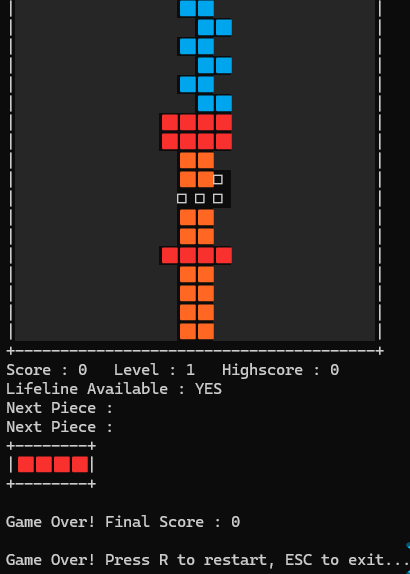 Score : 0   Level : 1   Highscore : 0
Lifeline Available : YES
Next Piece :
Next Piece :
Game Over! Final Score : 0
Game Over! Press R to restart, ESC to exit...